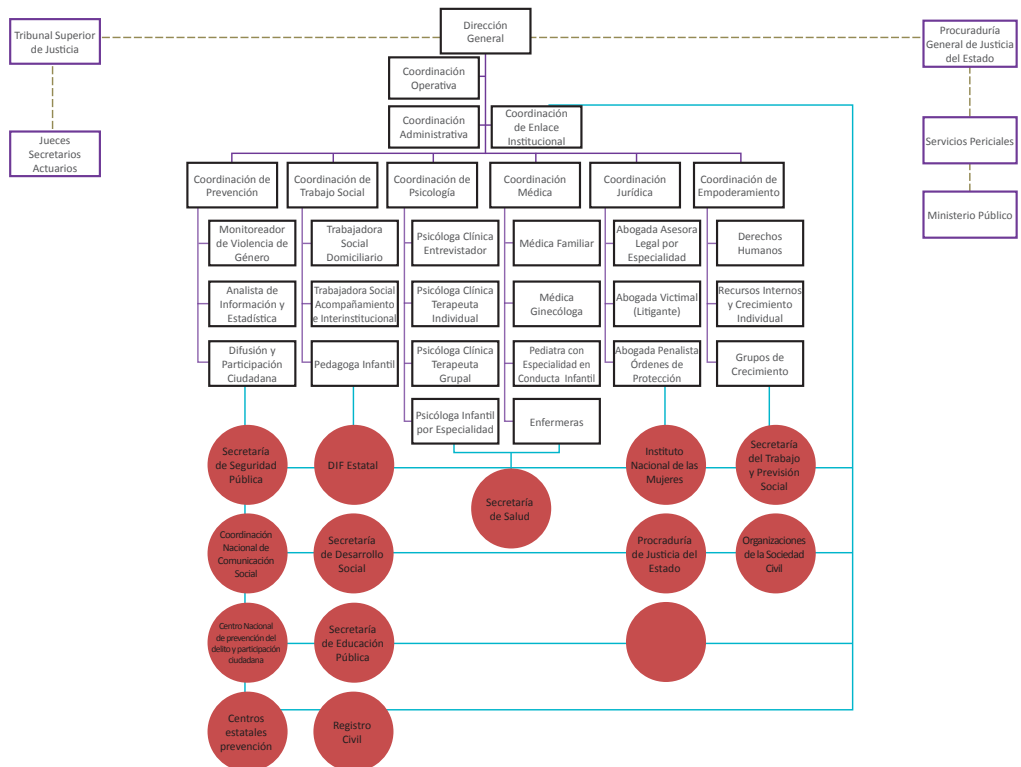 Dirección
General
Tribunal Superior
de Justicia
Procuraduría
General de Justicia
del Estado
Coordinación
Operativa
Coordinación
Administrativa
Coordinación
de Enlace
Institucional
Jueces
Secretarios
Actuarios
Servicios Periciales
Ministerio Público
Coordinación de
Prevención
Coordinación de
Trabajo Social
Coordinación de
Psicología
Coordinación
Médica
Coordinación
Jurídica
Coordinación de
Empoderamiento
Monitoreador
de Violencia de
Género
Trabajadora
Social
Domiciliario
Psicóloga Clínica
Entrevistador
Médica Familiar
Abogada Asesora
Legal por
Especialidad
Derechos
Humanos
Analista de
Información y
Estadística
Trabajadora Social
Acompañamiento
e Interinstitucional
Psicóloga Clínica
Terapeuta
Individual
Médica
Ginecóloga
Abogada Victimal
(Litigante)
Recursos Internos
y Crecimiento
Individual
Difusión y
Participación
Ciudadana
Pedagoga Infantil
Psicóloga Clínica
Terapeuta
Grupal
Pediatra con
Especialidad en
Conducta Infantil
Abogada Penalista
Órdenes de
Protección
Grupos de
Crecimiento
Psicóloga Infantil
por Especialidad
Enfermeras
Secretaría
de Seguridad
Pública
DIF Estatal
Secretaría
de Salud
Instituto
Nacional de las
Mujeres
Secretaría
del Trabajo
y Previsión
Social
Coordinación
Nacional de
Comunicación
Social
Secretaría
de Desarrollo
Social
Procraduría
de Justicia del
Estado
Organizaciones
de la Sociedad
Civil
Centro Nacional
de prevención del
delito y participación
ciudadana
Secretaría
de Educación
Pública
Centros
estatales
prevención
Registro
Civil